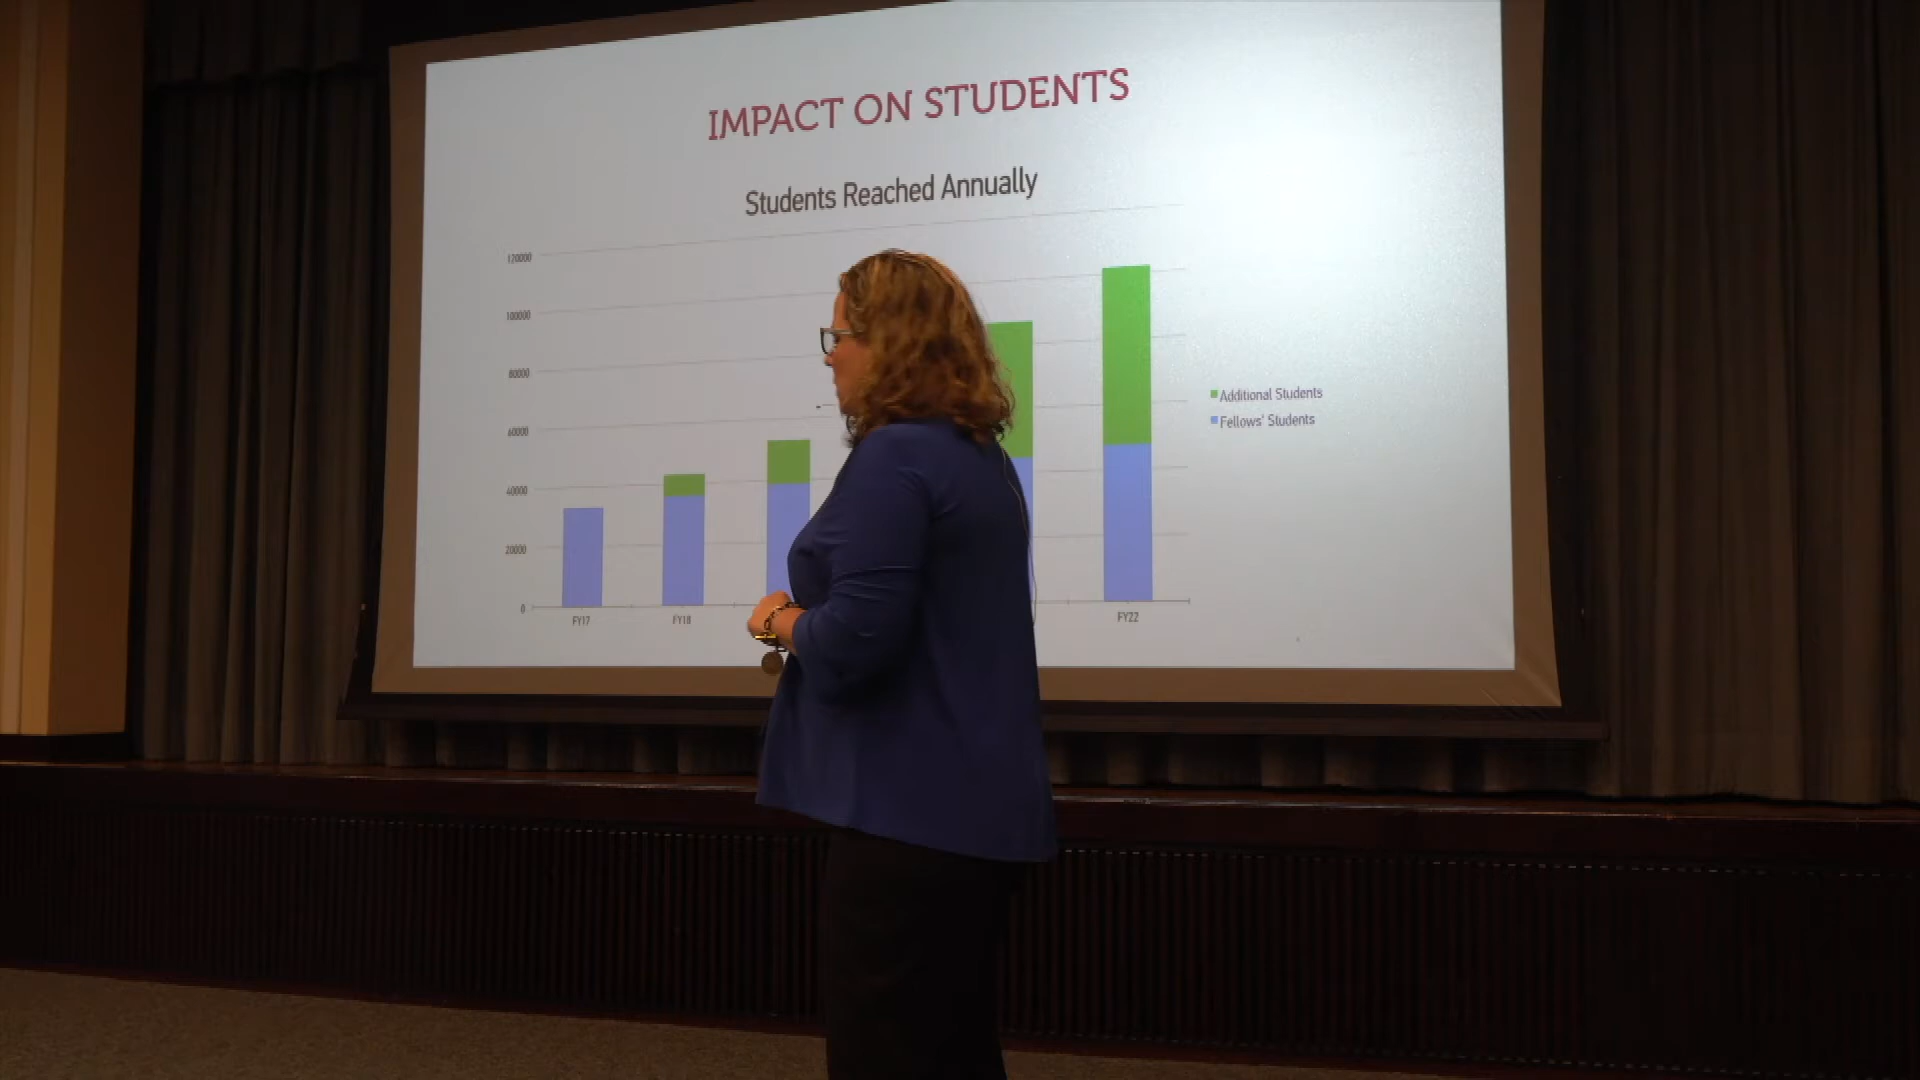 IMPACT ON STUDENTS
Students Reached Annually
120000
100000
80000
60000
40000
20000
0
FY17
FY18
FY22
Additional Students
Fellows' Students